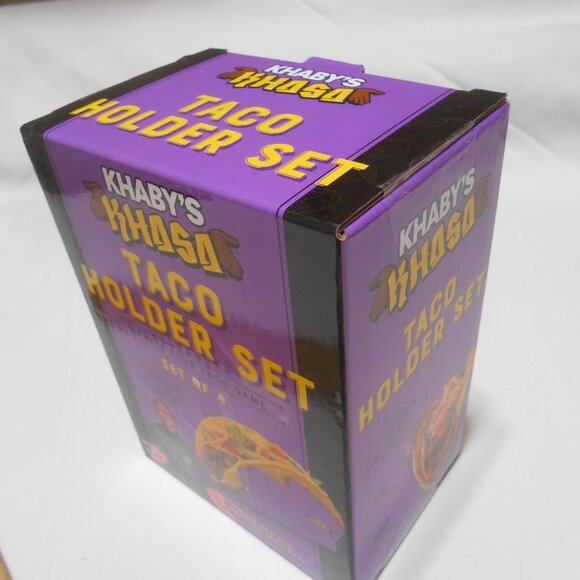 KHABY'S
KHASA
TACO
HOLDER SET
KHABY'S
KHASA
TACO
HOLDER SET
SET OF 4
KHABY'S
KHASA
TACO
HOLDER SET